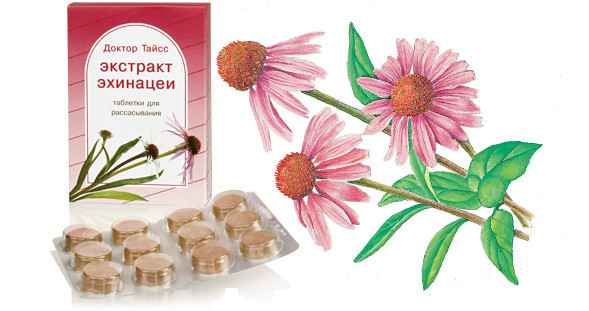 Доктор Тайсс
экстракт
эхинацеи
таблетки для
рассасывания